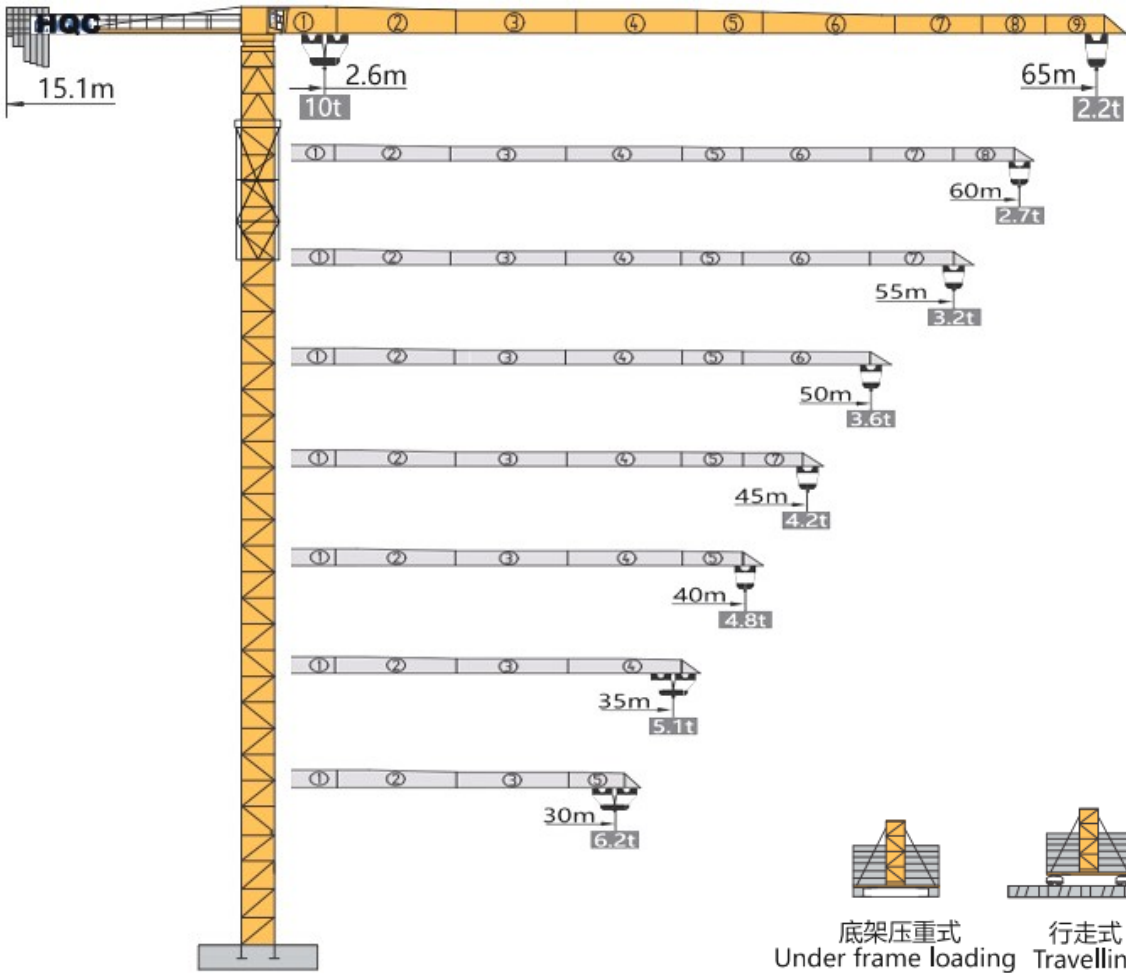 HQC
① ② ③ ④ ⑤ ⑥ ⑦ ⑧ ⑨
15.1m
2.6m
65m
10t
2.2t
① ② ③ ④ ⑤ ⑥ ⑦ ⑧
60m
2.7t
① ② ③ ④ ⑤ ⑥ ⑦
55m
3.2t
① ② ③ ④ ⑤ ⑥
50m
3.6t
① ② ③ ④ ⑤ ⑦
45m
4.2t
① ② ③ ④ ⑤
40m
4.8t
① ② ③ ④
35m
5.1t
① ② ③ ⑤
30m
6.2t
底架压重式 行走式
Under frame loading Travellin